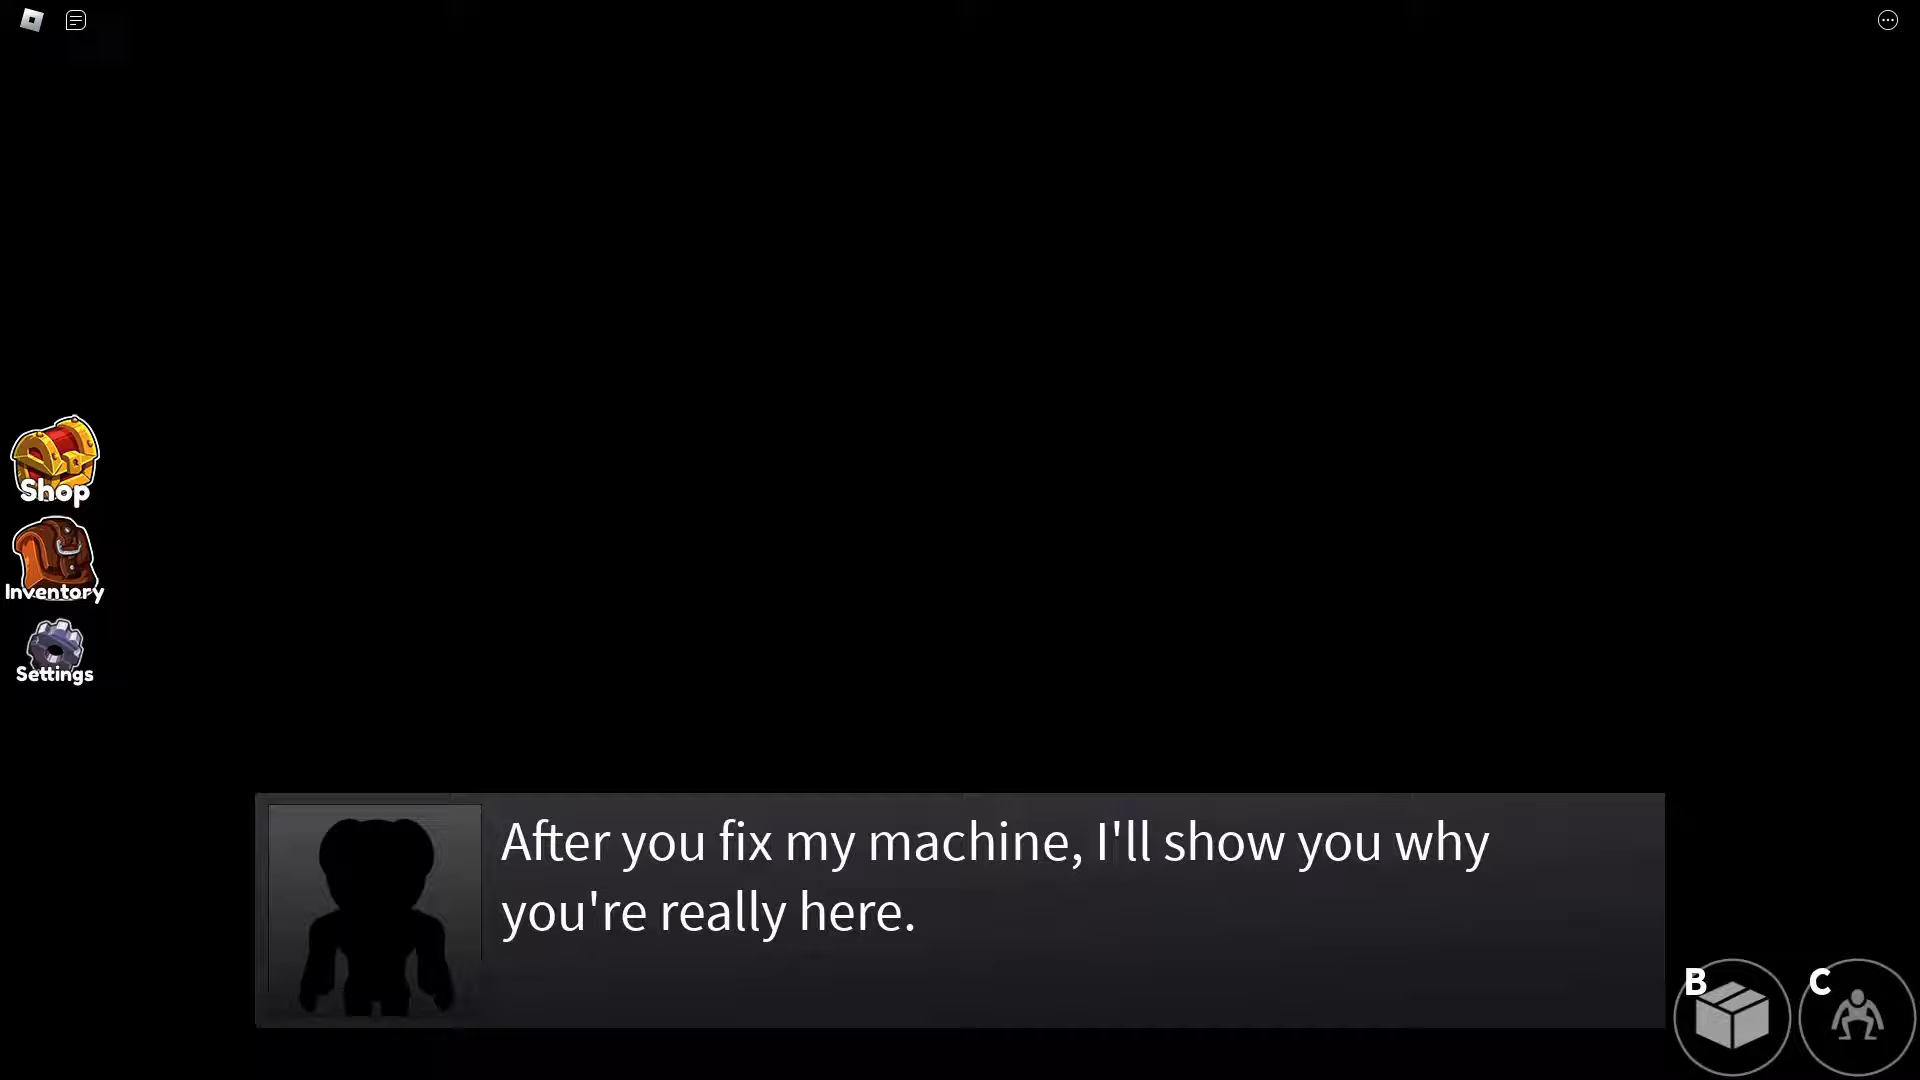 Shop
Inventory
Settings
After you fix my machine, I'll show you why
you're really here.
B
C